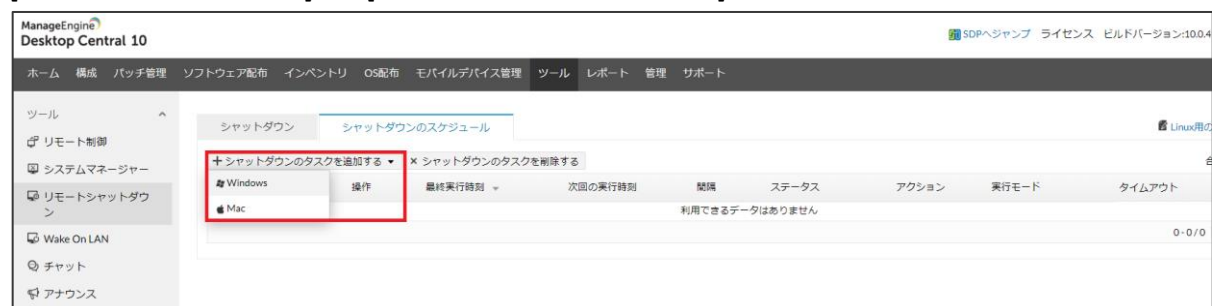 ManageEngine
Desktop Central 10
SDPへジャンプ ライセンス ビルドバージョン:10.0.4
ホーム 構成 パッチ管理 ソフトウェア配布 インベントリ OS配布 モバイルデバイス管理 ツール レポート 管理 サポート
ツール
リモート制御
システムマネージャー
リモートシャットダウ
ン
Wake On LAN
チャット
アナウンス
シャットダウン シャットダウンのスケジュール
Linux用の
+シャットダウンのタスクを追加する × シャットダウンのタスクを削除する
Windows
Mac
操作 最終実行時刻 次回の実行時刻 間隔 ステータス アクション 実行モード タイムアウト
利用できるデータはありません
0-0/0